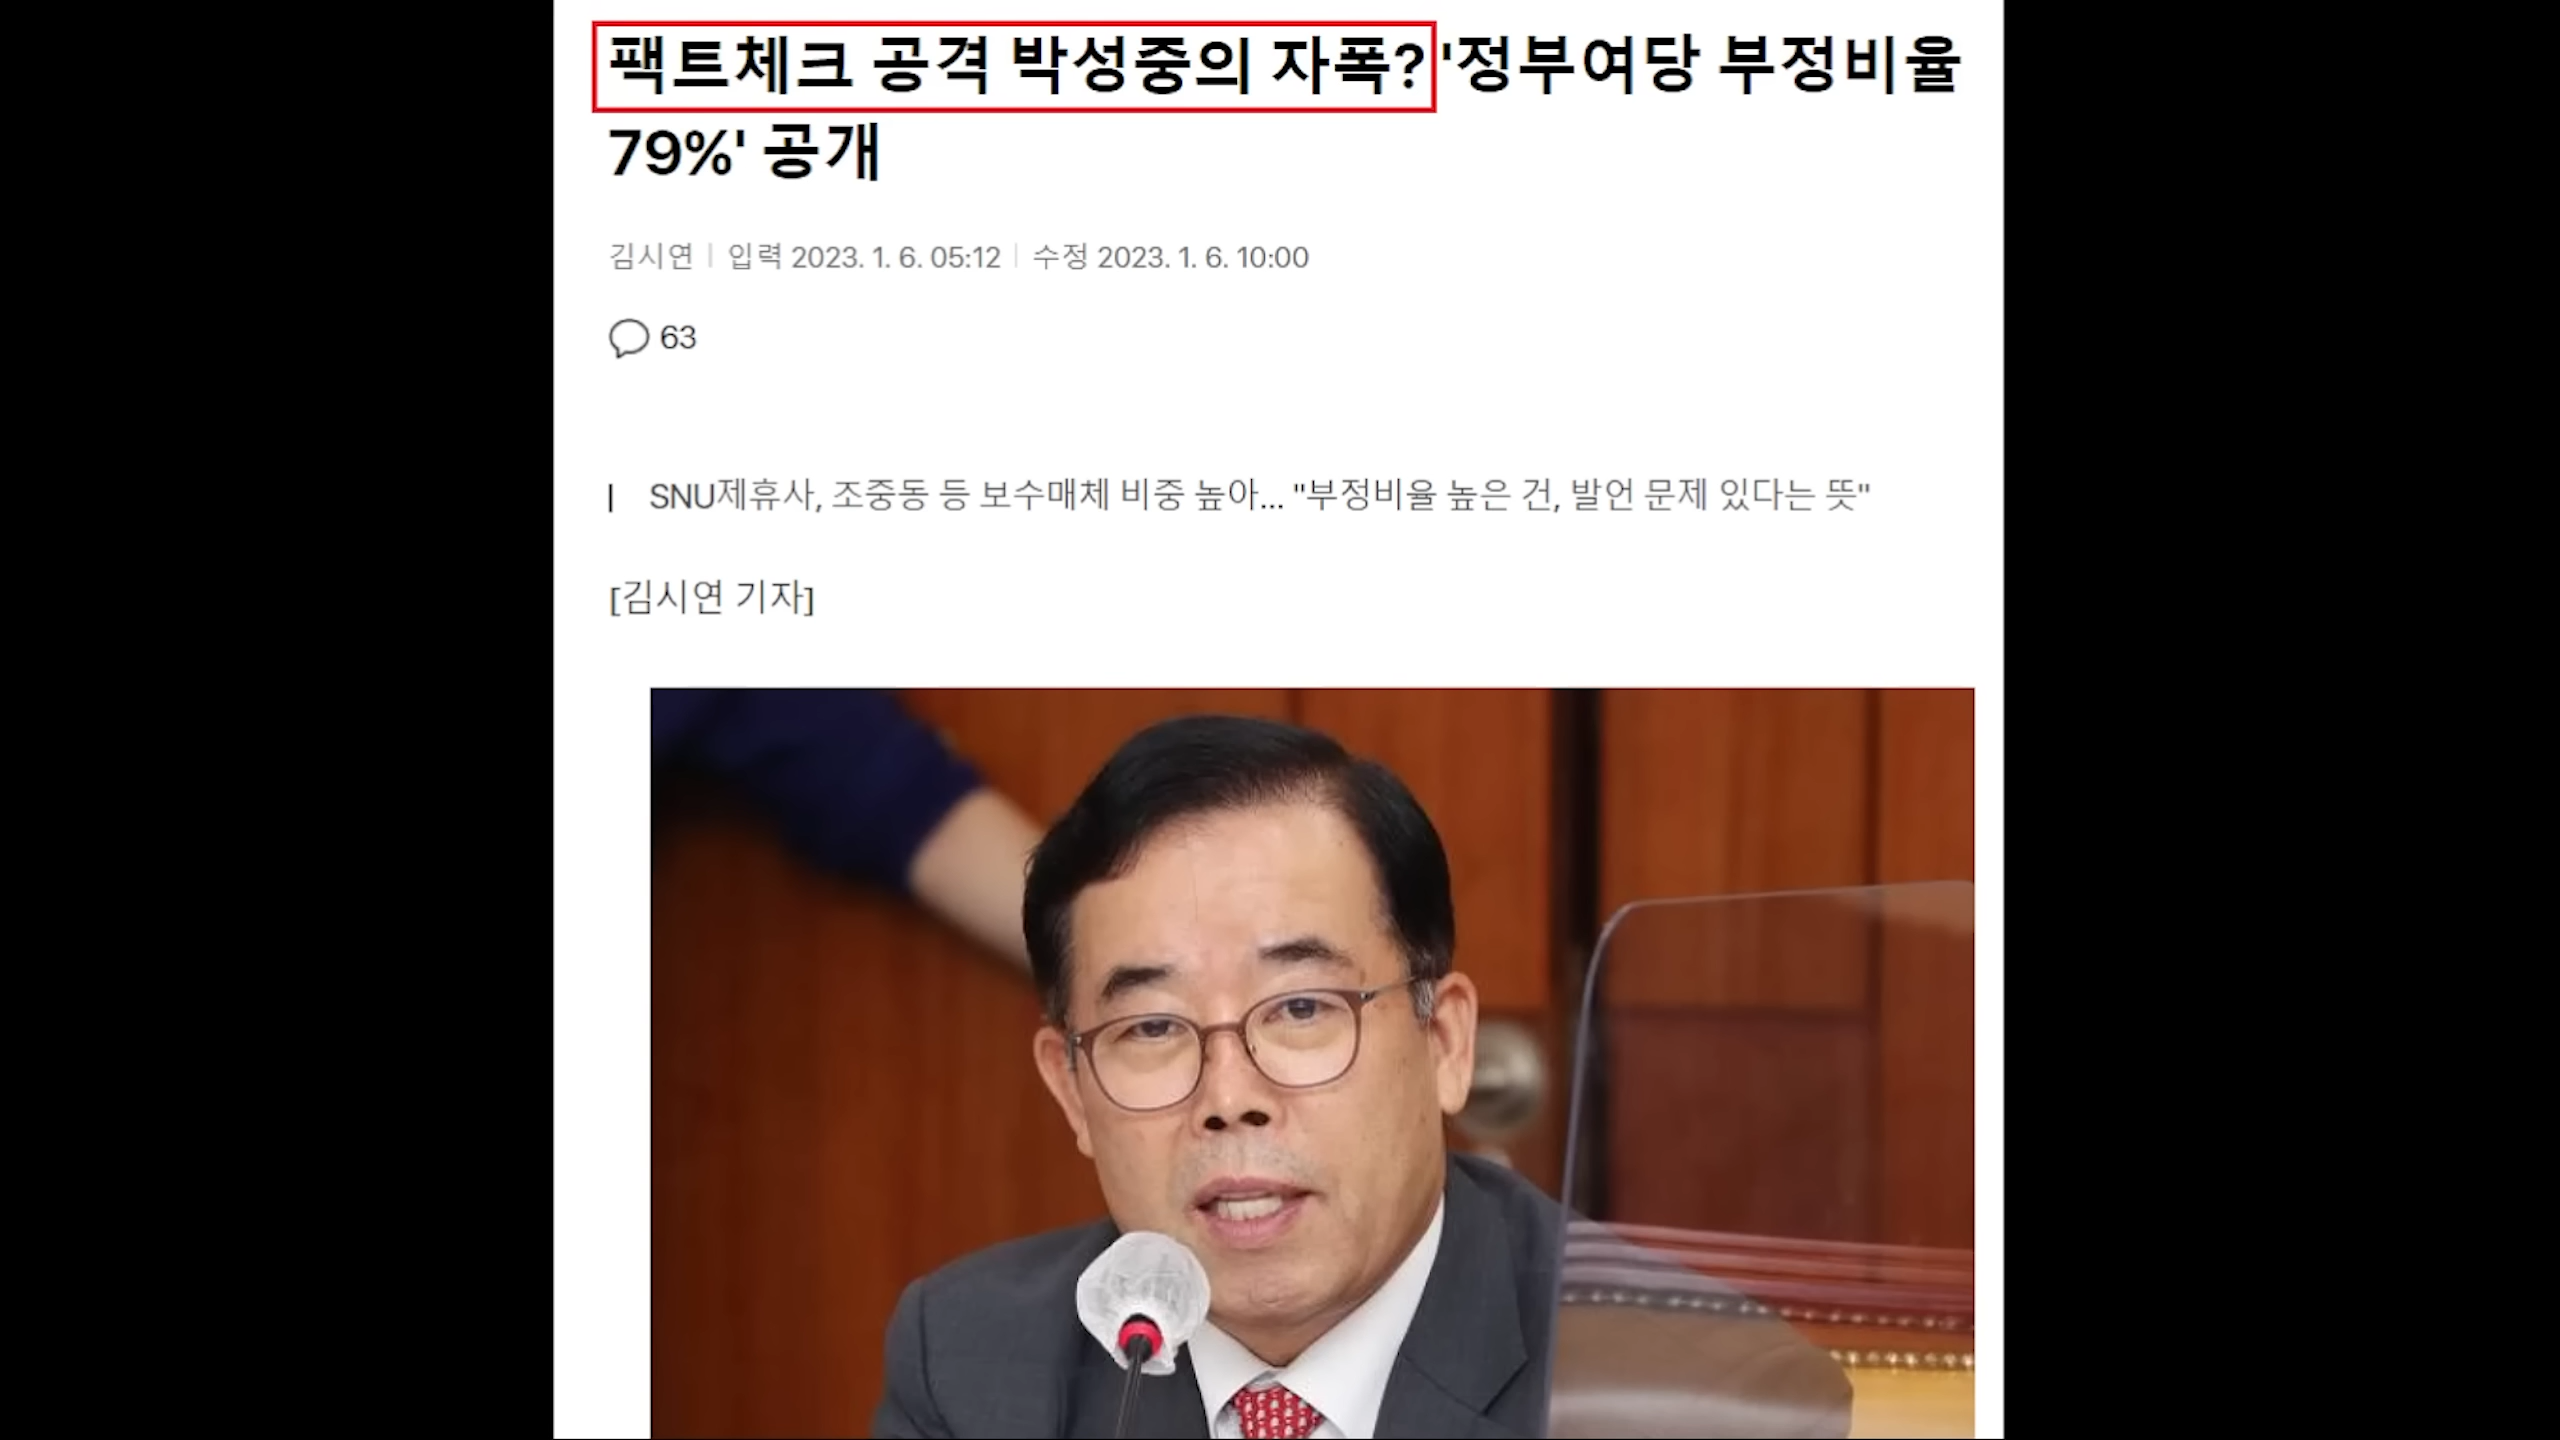 팩트체크 공격 박성중의 자폭? '정부여당 부정비율
79%' 공개
김시연 | 입력 2023. 1. 6. 05:12 | 수정 2023. 1. 6. 10:00
63
| SNU제휴사, 조중동 등 보수매체 비중 높아... "부정비율 높은 건, 발언 문제 있다는 뜻"
[김시연 기자]